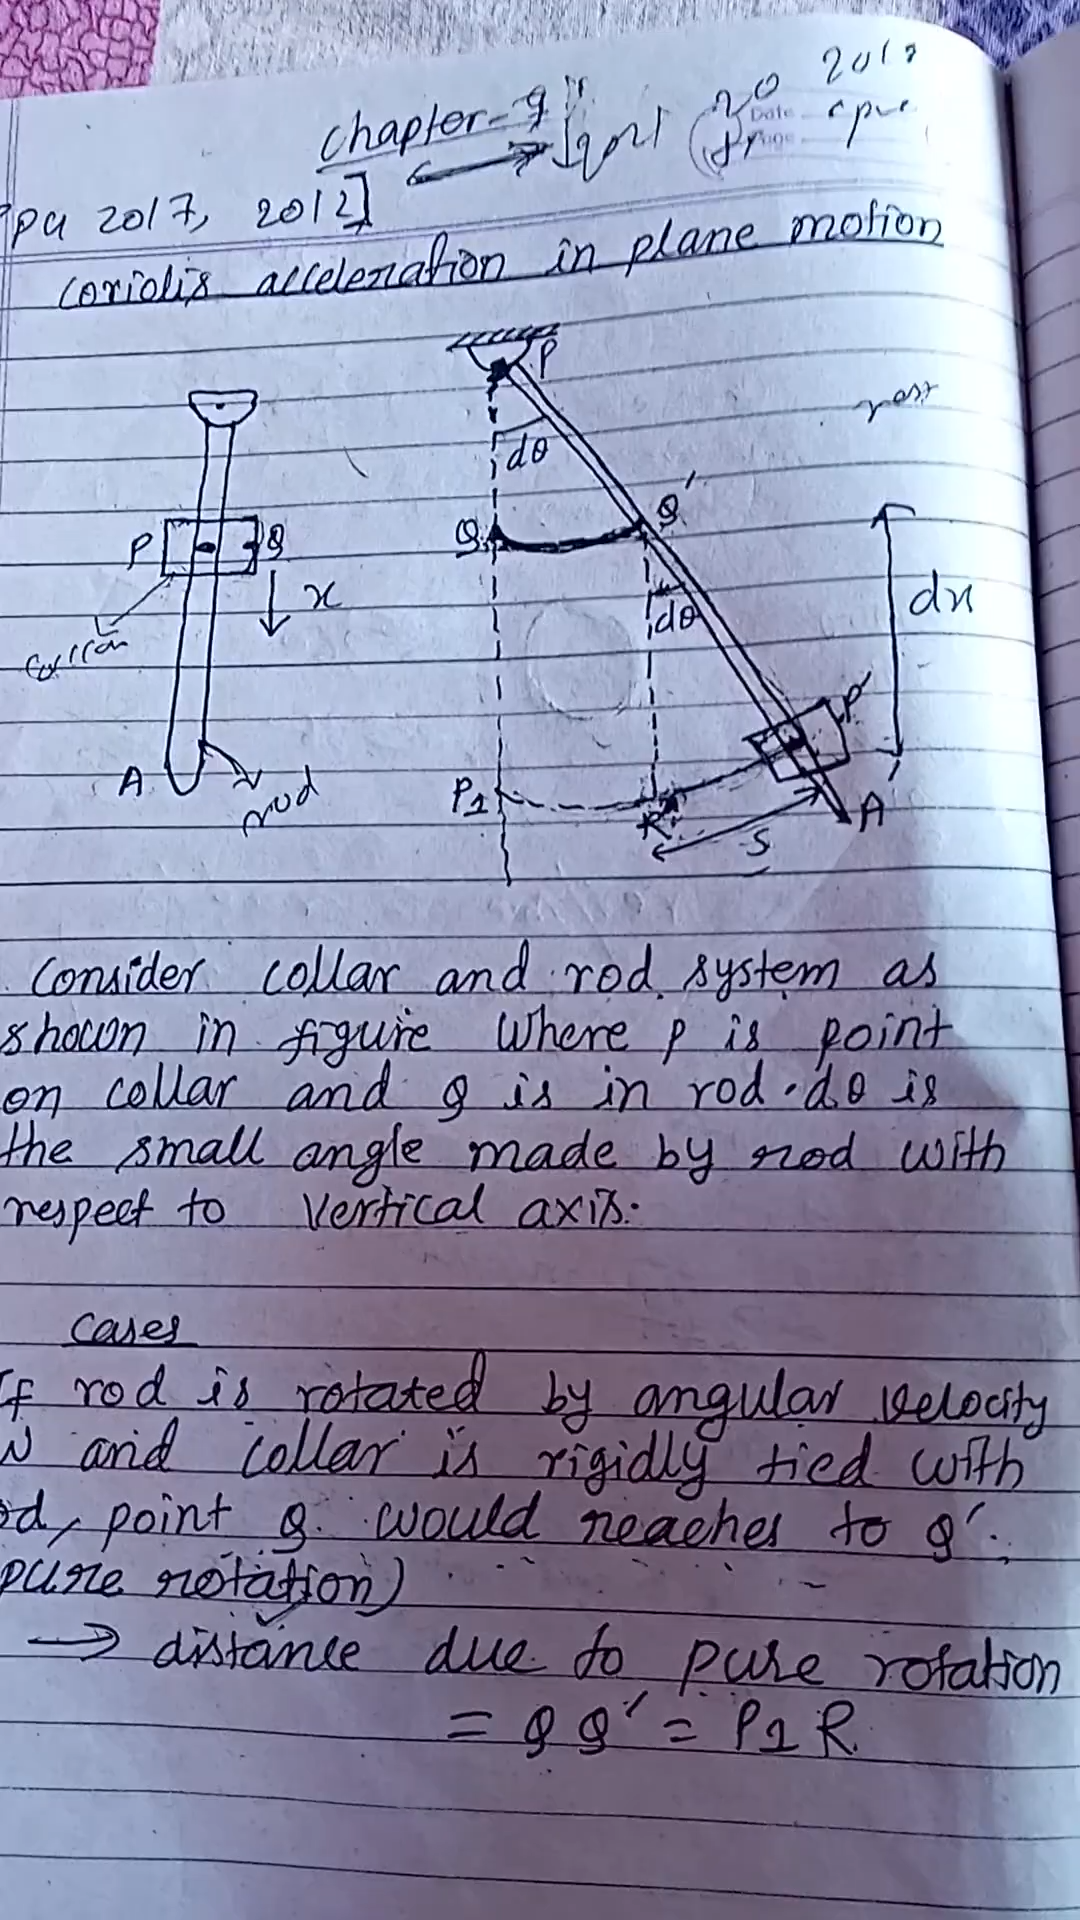 Chapter-9
2017
Date
Page
pu 2017, 2012]
coriolis acceleration in plane motion
P
dθ
Q Q'
P Q
x
dθ
dx
collar
P'
A
rod
P1
R
S
A'
Consider collar and rod system as
shown in figure Where p is point
on collar and Q is in rod. dθ is
the small angle made by rod with
respect to vertical axis.
Cases
If rod is rotated by angular velocity
and collar is rigidly tied with
point Q would reaches to Q'.
pure rotation)
→ distance due to pure rotation
= QQ' = P1R